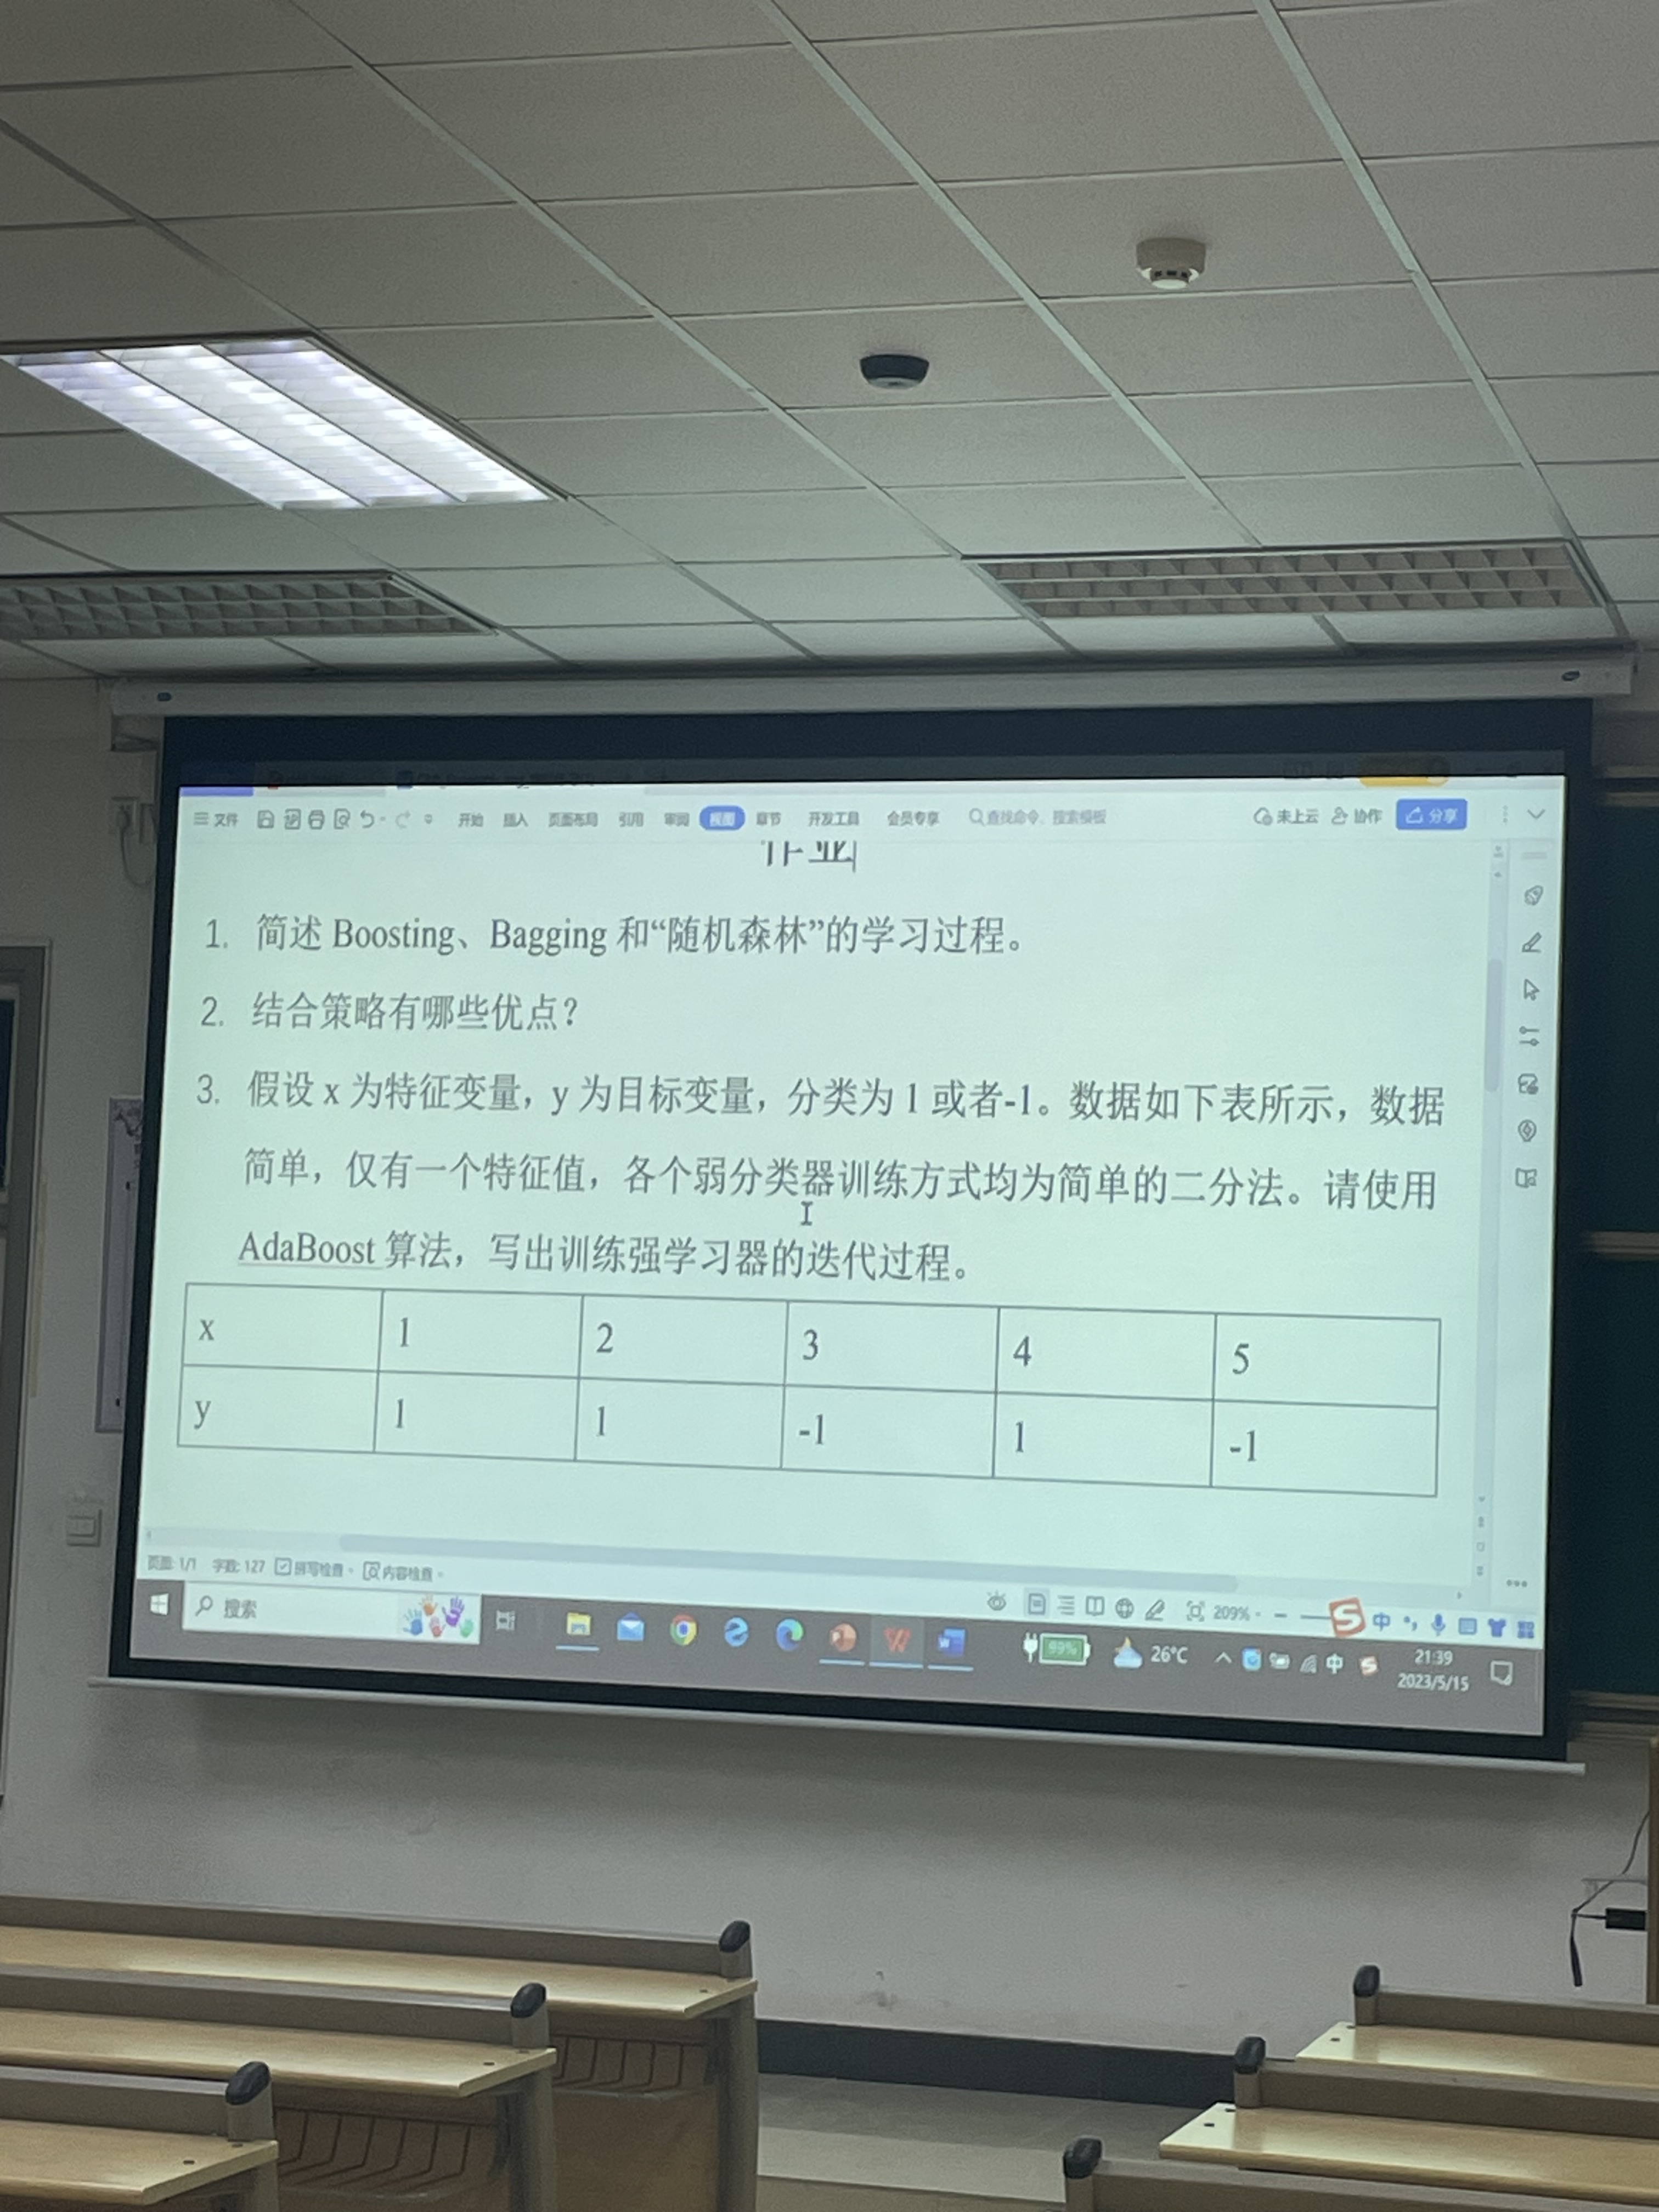 文件 开始 插入 页面布局 引用 审阅 视图 章节 开发工具 会员专享 查找命令、搜索模板 未上云 协作 分享
作业
1. 简述 Boosting、Bagging 和“随机森林”的学习过程。
2. 结合策略有哪些优点？
3. 假设 x 为特征变量，y 为目标变量，分类为 1 或者-1。数据如下表所示，数据
简单，仅有一个特征值，各个弱分类器训练方式均为简单的二分法。请使用
AdaBoost 算法，写出训练强学习器的迭代过程。
x 1 2 3 4 5
y 1 1 -1 1 -1
页面: 1/1 字数: 127 拼写检查 内容检查
209%
中
搜索
99% 26°C 中 21:39
2023/5/15